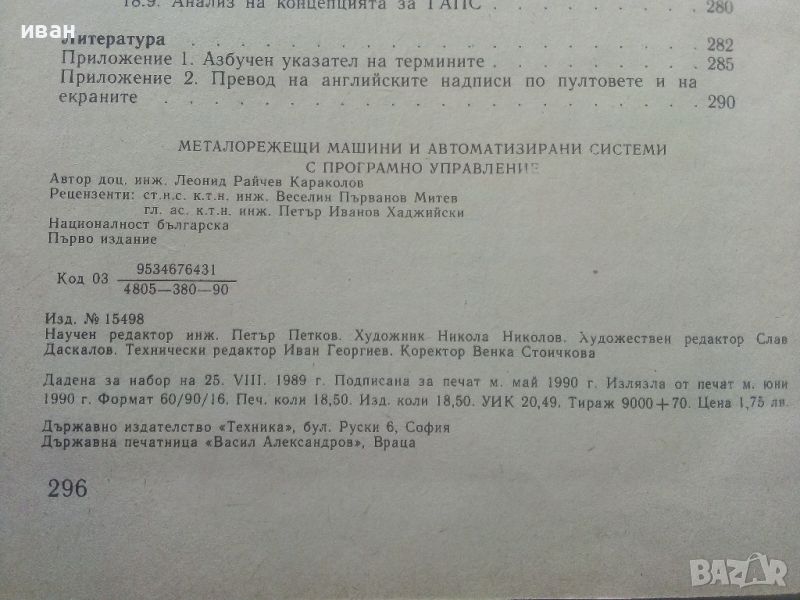 18.9. Анализ на концепцията за ГАПС . . . . . . . . 280
иван
Литература . . . . . . . . . . . . . . . . . 282
Приложение 1. Азбучен указател на термините . . . . . . 285
Приложение 2. Превод на английските надписи по пултовете и на
екраните . . . . . . . . . . . . . . . . . 290
МЕТАЛОРЕЖЕЩИ МАШИНИ И АВТОМАТИЗИРАНИ СИСТЕМИ
С ПРОГРАМНО УПРАВЛЕНИЕ
Автор доц. инж. Леонид Райчев Караколов
Рецензенти: ст.н.с. к.т.н. инж. Веселин Първанов Митев
гл. ас. к.т.н. инж. Петър Иванов Хаджийски
Националност българска
Първо издание
Код 03 9534676431
4805—380—90
Изд. № 15498
Научен редактор инж. Петър Петков. Художник Никола Николов. Художествен редактор Слав
Даскалов. Технически редактор Иван Георгиев. Коректор Венка Стоичкова
Дадена за набор на 25. VIII. 1989 г. Подписана за печат м. май 1990 г. Излязла от печат м. юни
1990 г. Формат 60/90/16. Печ. коли 18,50. Изд. коли 18,50. УИК 20,49. Тираж 9000+70. Цена 1,75 лв.
Държавно издателство «Техника», бул. Руски 6, София
Държавна печатница «Васил Александров», Враца
296
BAZAR